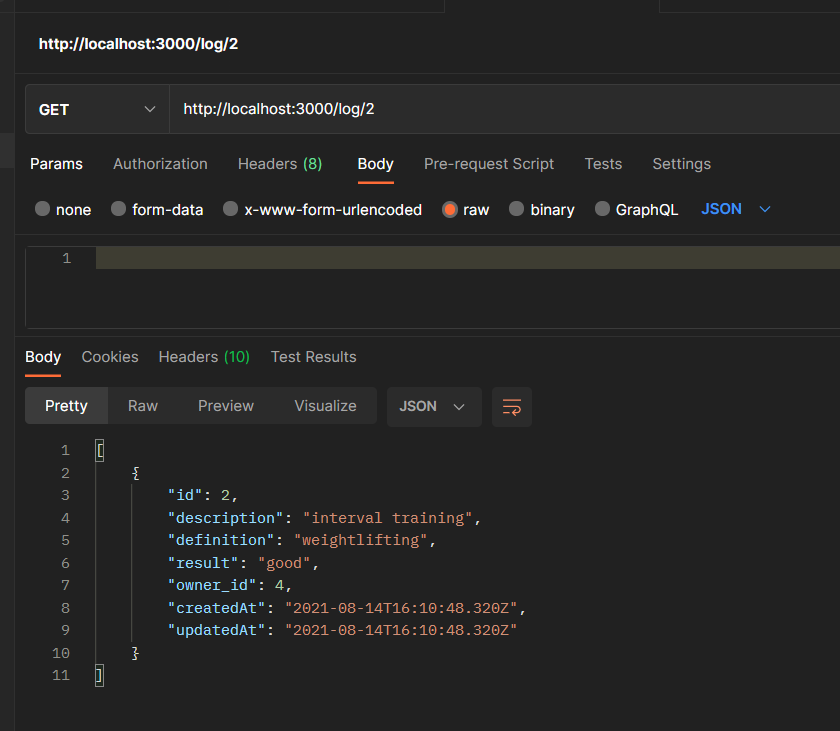 http://localhost:3000/log/2
GET http://localhost:3000/log/2
Params Authorization Headers (8) Body Pre-request Script Tests Settings
none form-data x-www-form-urlencoded raw binary GraphQL JSON
1
Body Cookies Headers (10) Test Results
Pretty Raw Preview Visualize JSON
1 [
2 {
3 "id": 2,
4 "description": "interval training",
5 "definition": "weightlifting",
6 "result": "good",
7 "owner_id": 4,
8 "createdAt": "2021-08-14T16:10:48.320Z",
9 "updatedAt": "2021-08-14T16:10:48.320Z"
10 }
11 ]